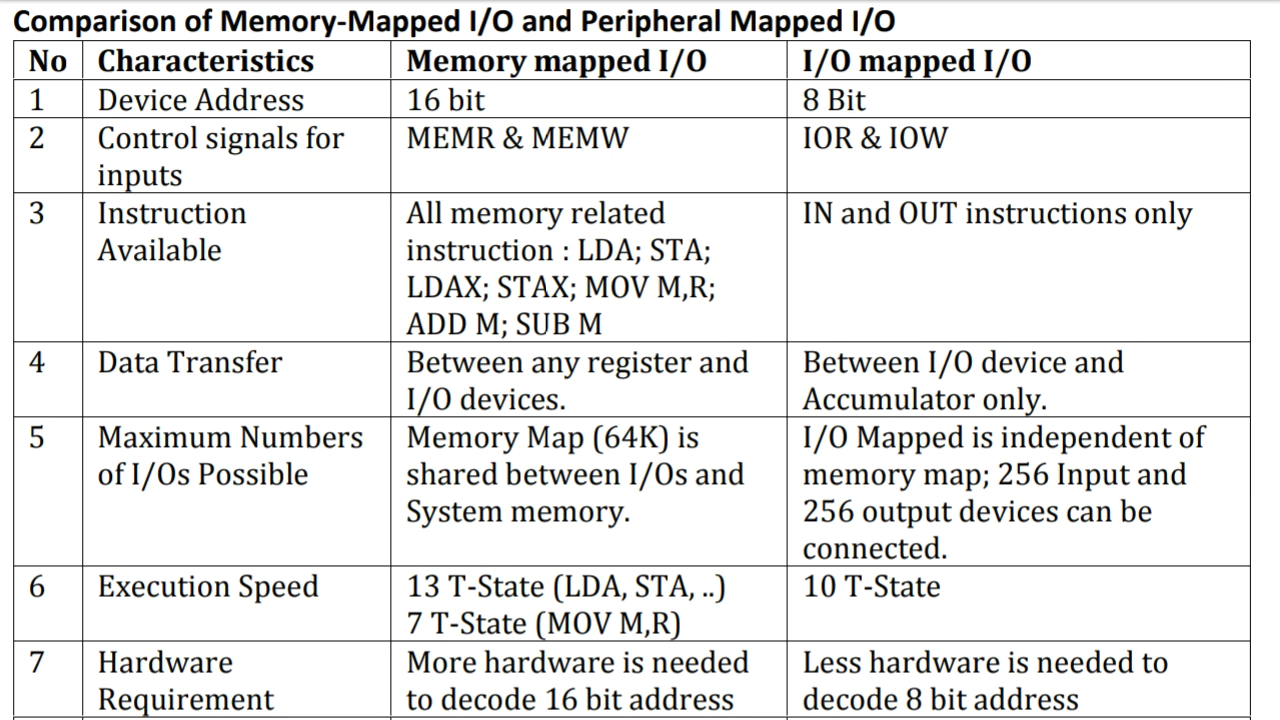 Comparison of Memory-Mapped I/O and Peripheral Mapped I/O
No Characteristics Memory mapped I/O I/O mapped I/O
1 Device Address 16 bit 8 Bit
2 Control signals for inputs MEMR & MEMW IOR & IOW
3 Instruction Available All memory related instruction : LDA; STA; LDAX; STAX; MOV M,R; ADD M; SUB M IN and OUT instructions only
4 Data Transfer Between any register and I/O devices. Between I/O device and Accumulator only.
5 Maximum Numbers of I/Os Possible Memory Map (64K) is shared between I/Os and System memory. I/O Mapped is independent of memory map; 256 Input and 256 output devices can be connected.
6 Execution Speed 13 T-State (LDA, STA, ..) 7 T-State (MOV M,R) 10 T-State
7 Hardware Requirement More hardware is needed to decode 16 bit address Less hardware is needed to decode 8 bit address